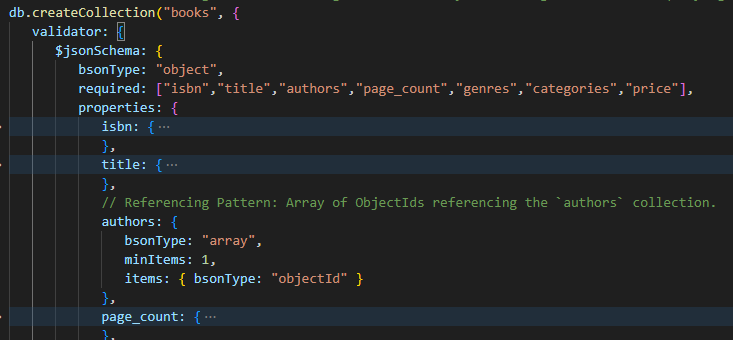 db.createCollection("books", {
validator: {
$jsonSchema: {
bsonType: "object",
required: ["isbn","title","authors","page_count","genres","categories","price"],
properties: {
isbn: { ...
},
title: { ...
},
// Referencing Pattern: Array of ObjectIds referencing the `authors` collection.
authors: {
bsonType: "array",
minItems: 1,
items: { bsonType: "objectId" }
},
page_count: { ...
},